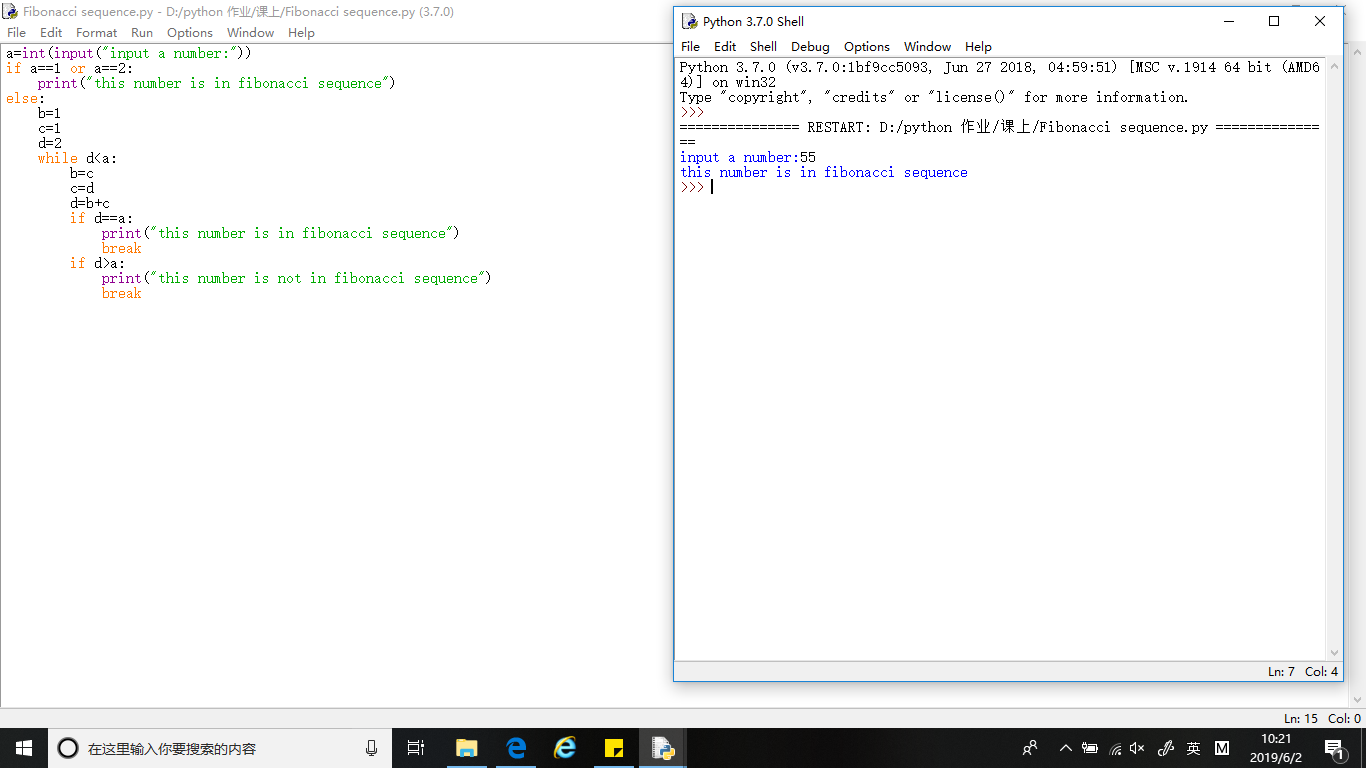 Fibonacci sequence.py - D:/python 作业/课上/Fibonacci sequence.py (3.7.0)
File Edit Format Run Options Window Help
a=int(input("input a number:"))
if a==1 or a==2:
    print("this number is in fibonacci sequence")
else:
    b=1
    c=1
    d=2
    while d<a:
        b=c
        c=d
        d=b+c
        if d==a:
            print("this number is in fibonacci sequence")
            break
        if d>a:
            print("this number is not in fibonacci sequence")
            break
Ln: 15 Col: 0
Python 3.7.0 Shell
File Edit Shell Debug Options Window Help
Python 3.7.0 (v3.7.0:1bf9cc5093, Jun 27 2018, 04:59:51) [MSC v.1914 64 bit (AMD6
4)] on win32
Type "copyright", "credits" or "license()" for more information.
>>>
=============== RESTART: D:/python 作业/课上/Fibonacci sequence.py =============
==
input a number:55
this number is in fibonacci sequence
>>>
Ln: 7 Col: 4
在这里输入你要搜索的内容
英
M
10:21
2019/6/2
1